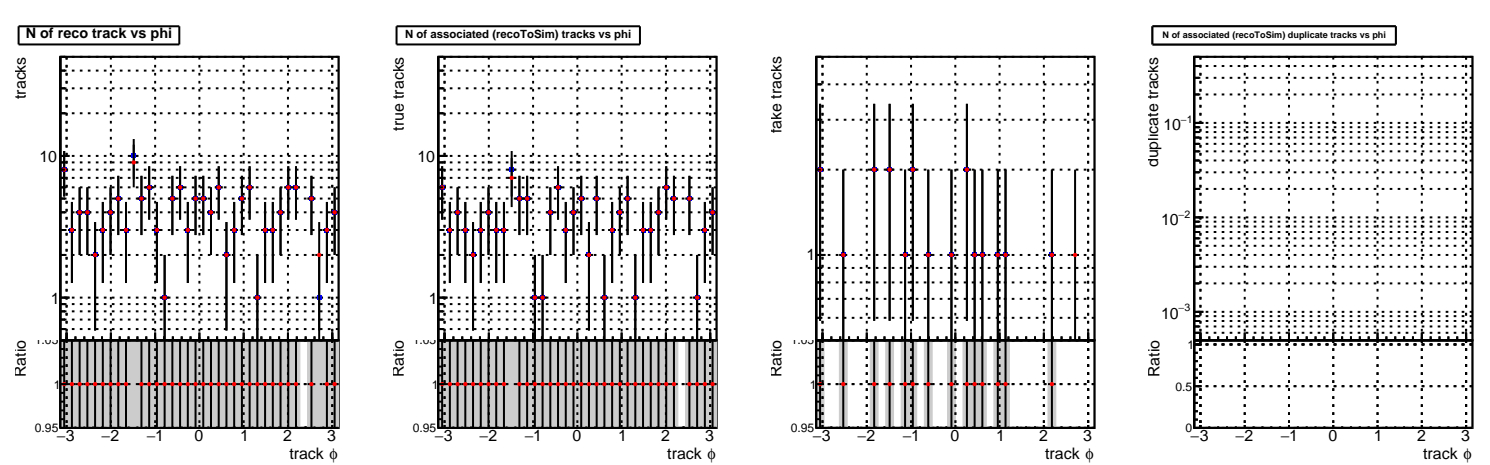 N of reco track vs phi
tracks
10
1
Ratio
1.05
1
0.95
−3 −2 −1 0 1 2 3
track ϕ
N of associated (recoToSim) tracks vs phi
true tracks
10
1
Ratio
1.05
1
0.95
−3 −2 −1 0 1 2 3
track ϕ
fake tracks
1
Ratio
1.05
1
0.95
−3 −2 −1 0 1 2 3
track ϕ
N of associated (recoToSim) duplicate tracks vs phi
duplicate tracks
10−1
10−2
10−3
Ratio
1
0.5
0
−3 −2 −1 0 1 2 3
track ϕ